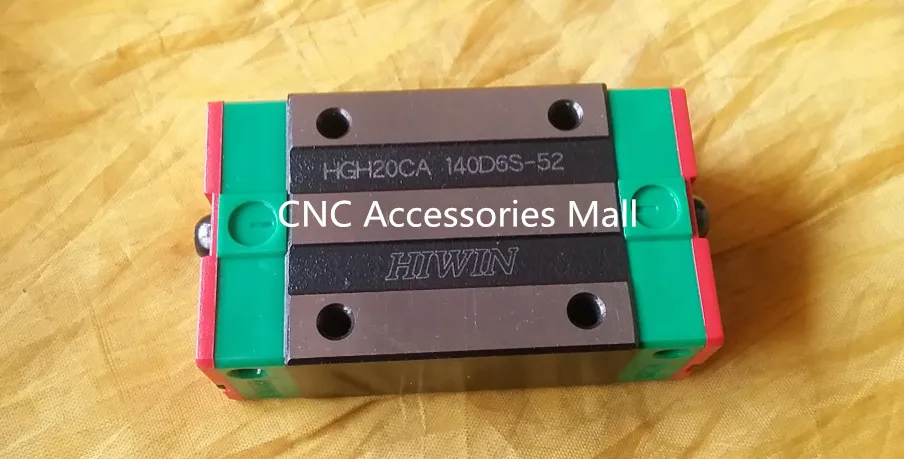 HGH20CA 140D6S-52
CNC Accessories Mall
HIWIN